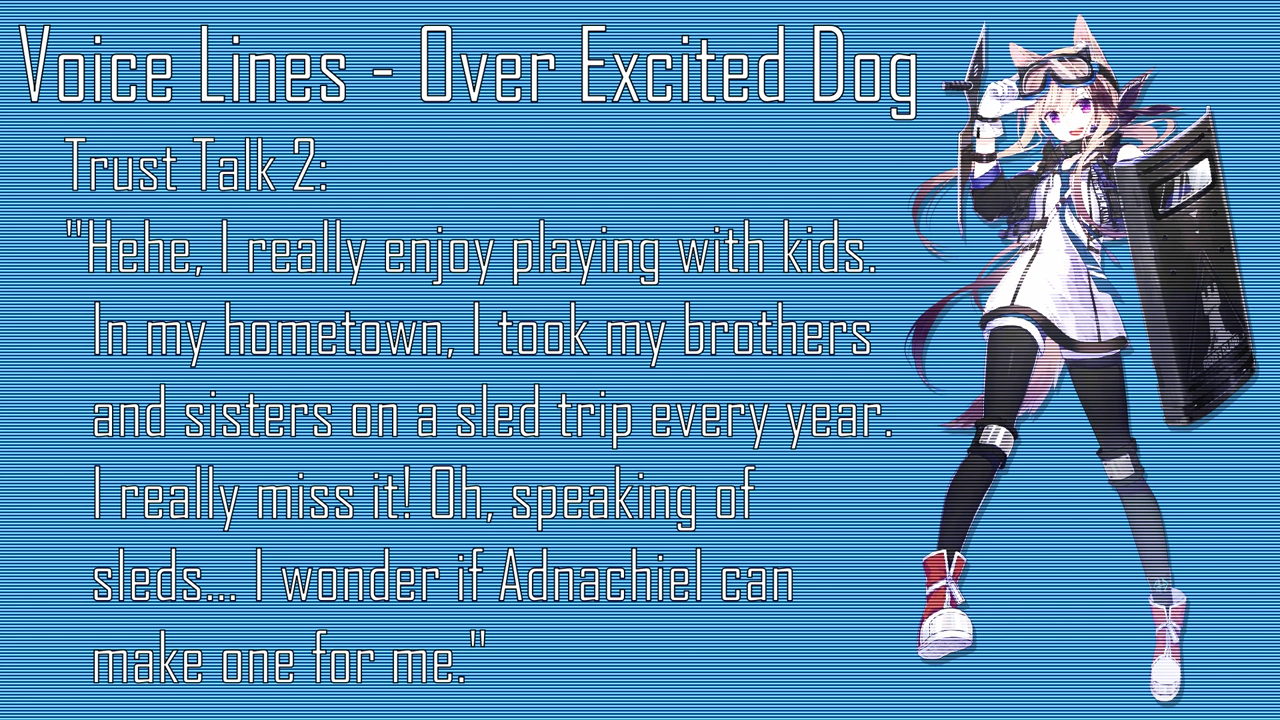 Voice Lines - Over Excited Dog
Trust Talk 2:
"Hehe, I really enjoy playing with kids.
In my hometown, I took my brothers
and sisters on a sled trip every year.
I really miss it! Oh, speaking of
sleds... I wonder if Adnachiel can
make one for me."